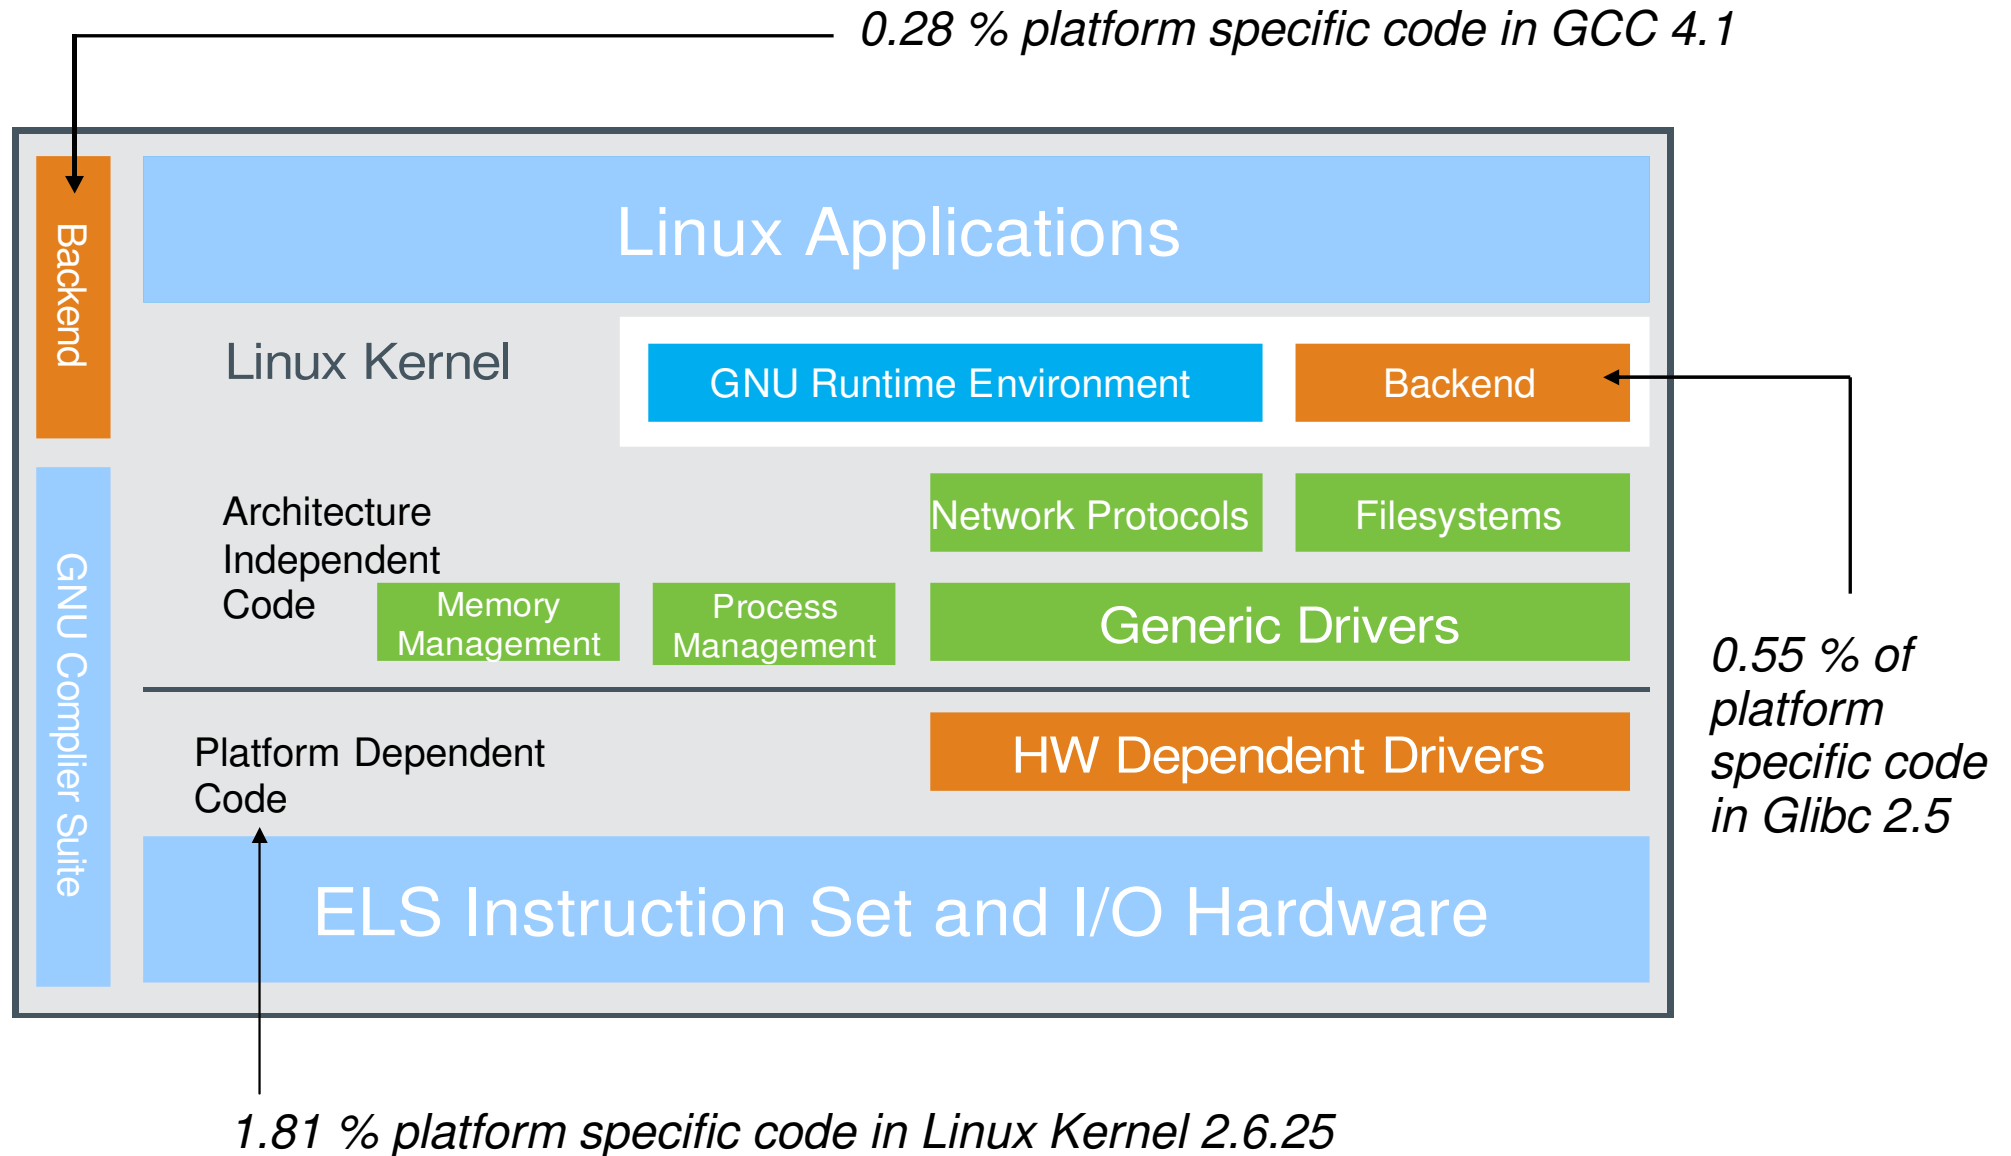 0.28 % platform specific code in GCC 4.1
Backend
Linux Applications
Linux Kernel
GNU Runtime Environment
Backend
Network Protocols
Filesystems
Architecture
Independent
Code
Memory
Management
Process
Management
Generic Drivers
GNU Complier Suite
0.55 % of
platform
specific code
in Glibc 2.5
Platform Dependent
Code
HW Dependent Drivers
ELS Instruction Set and I/O Hardware
1.81 % platform specific code in Linux Kernel 2.6.25